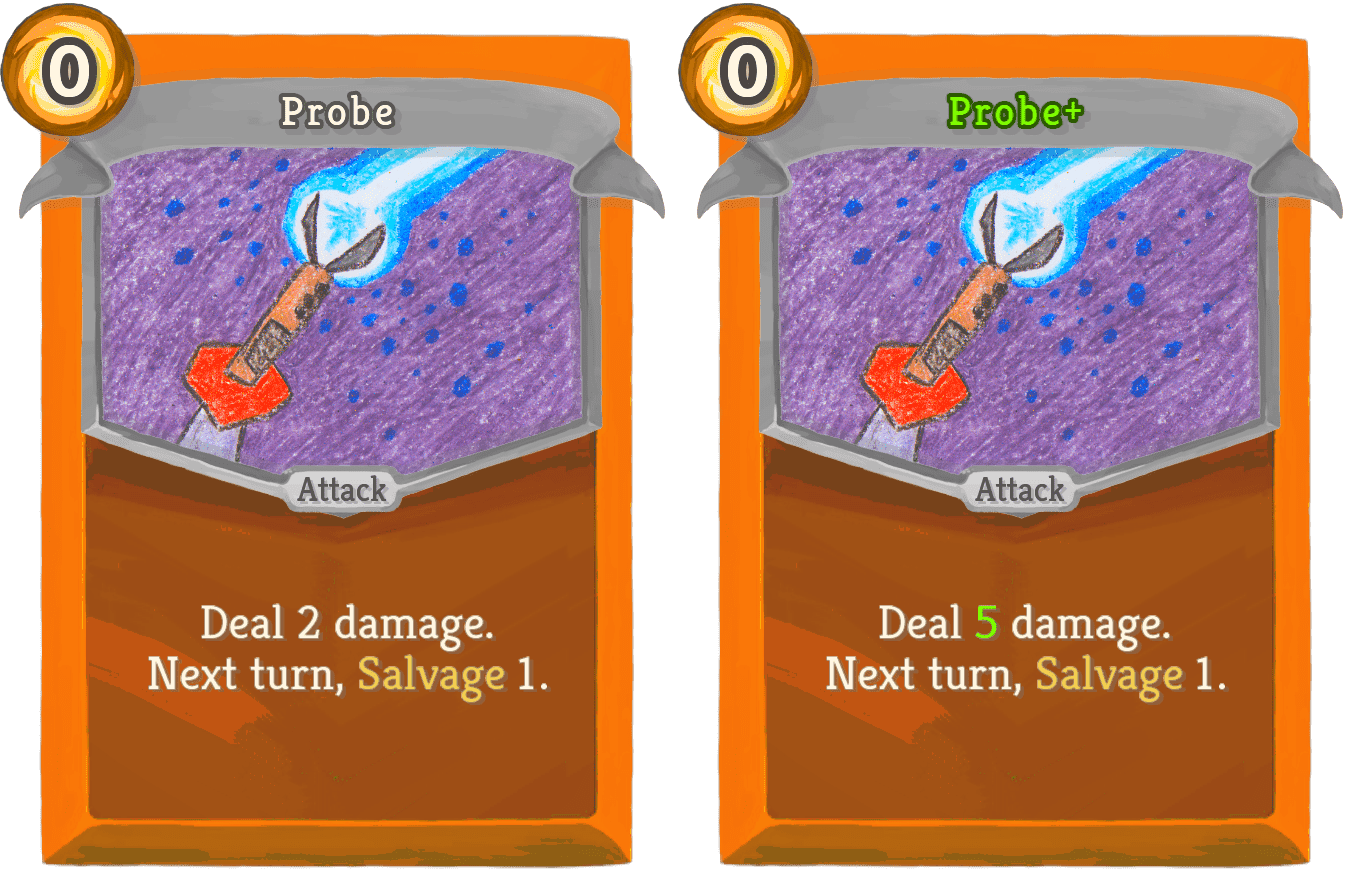 0
Probe
Attack
Deal 2 damage.
Next turn, Salvage 1.
0
Probe+
Attack
Deal 5 damage.
Next turn, Salvage 1.